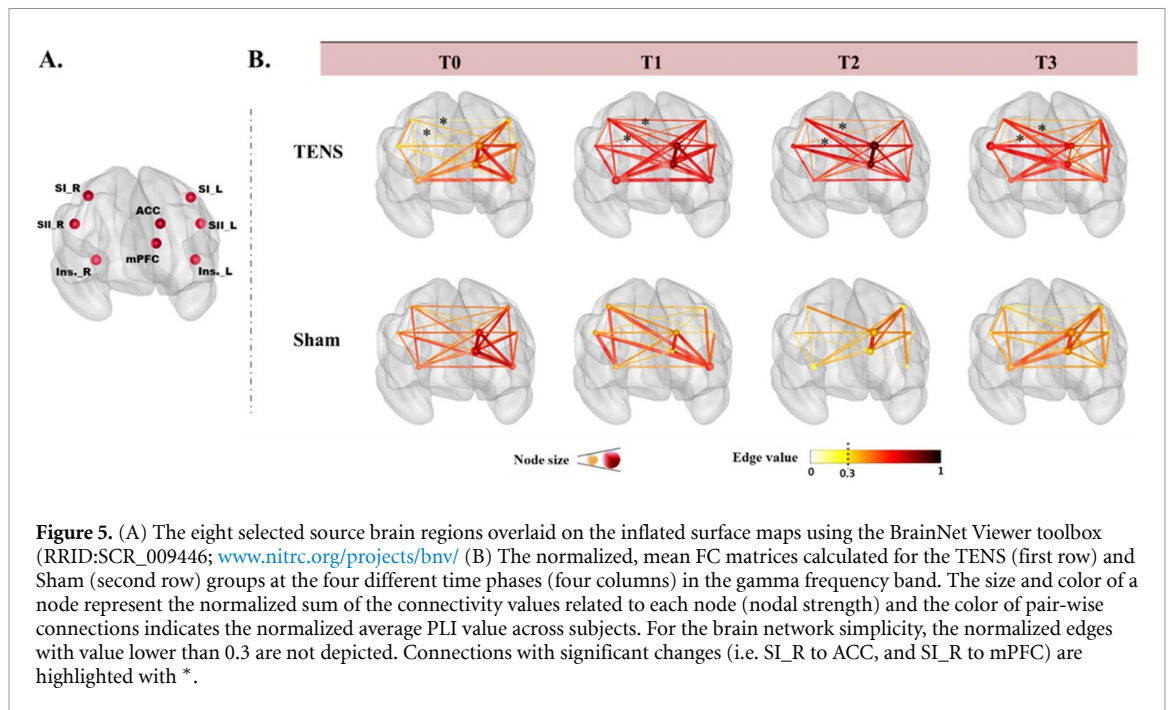 A.
B.
T0 T1 T2 T3
TENS
* * * * * * * *
SI_R SI_L
ACC
SII_R SII_L
mPFC
Ins._R Ins._L
Sham
Node size Edge value
0 0.3 1
Figure 5. (A) The eight selected source brain regions overlaid on the inflated surface maps using the BrainNet Viewer toolbox
(RRID:SCR_009446; www.nitrc.org/projects/bnv/ (B) The normalized, mean FC matrices calculated for the TENS (first row) and
Sham (second row) groups at the four different time phases (four columns) in the gamma frequency band. The size and color of a
node represent the normalized sum of the connectivity values related to each node (nodal strength) and the color of pair-wise
connections indicates the normalized average PLI value across subjects. For the brain network simplicity, the normalized edges
with value lower than 0.3 are not depicted. Connections with significant changes (i.e. SI_R to ACC, and SI_R to mPFC) are
highlighted with *.